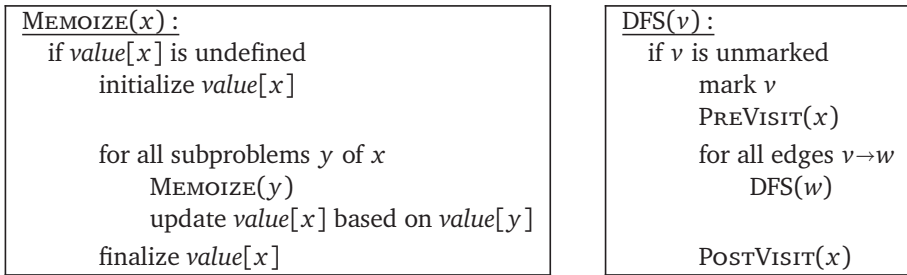 MEMOIZE(x) :
if value[x] is undefined
initialize value[x]
for all subproblems y of x
MEMOIZE(y)
update value[x] based on value[y]
finalize value[x]
DFS(v) :
if v is unmarked
mark v
PREVISIT(x)
for all edges v→w
DFS(w)
POSTVISIT(x)